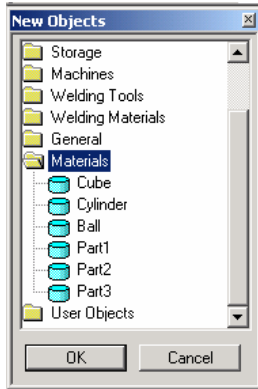 New Objects
Storage
Machines
Welding Tools
Welding Materials
General
Materials
Cube
Cylinder
Ball
Part1
Part2
Part3
User Objects
OK Cancel